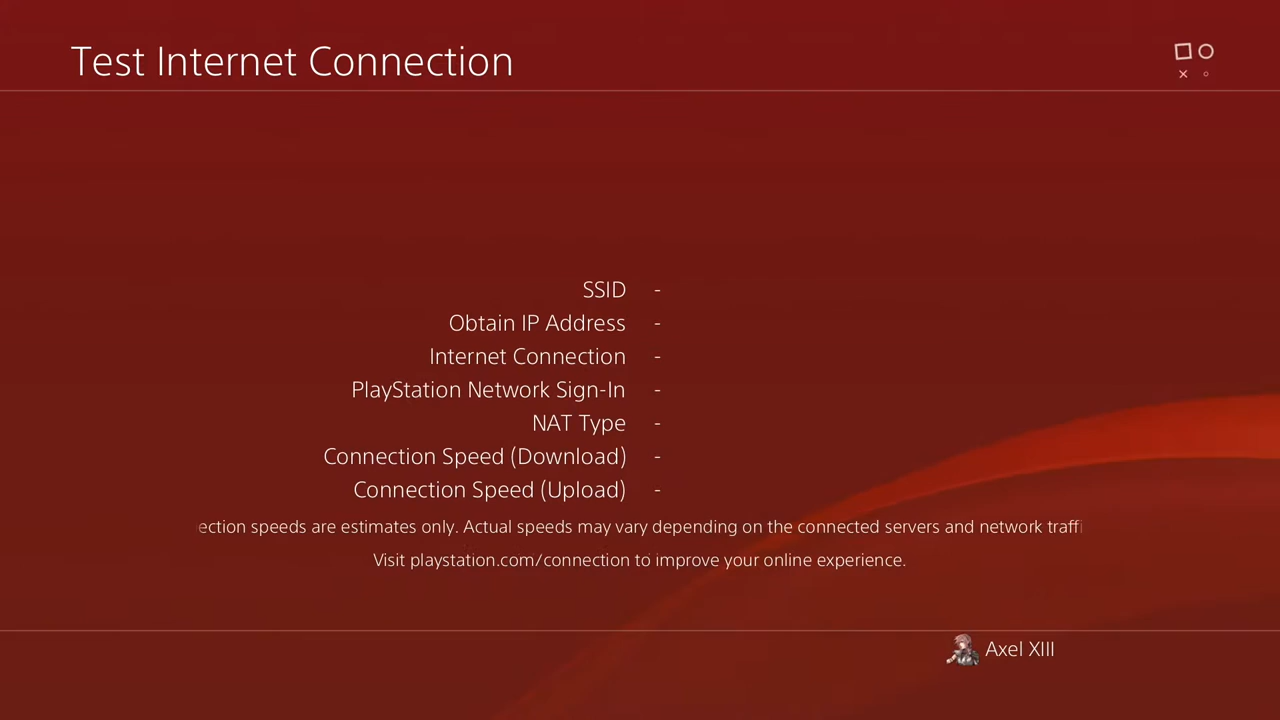 Test Internet Connection
SSID -
Obtain IP Address -
Internet Connection -
PlayStation Network Sign-In -
NAT Type -
Connection Speed (Download) -
Connection Speed (Upload) -
ection speeds are estimates only. Actual speeds may vary depending on the connected servers and network traffi
Visit playstation.com/connection to improve your online experience.
Axel XIII